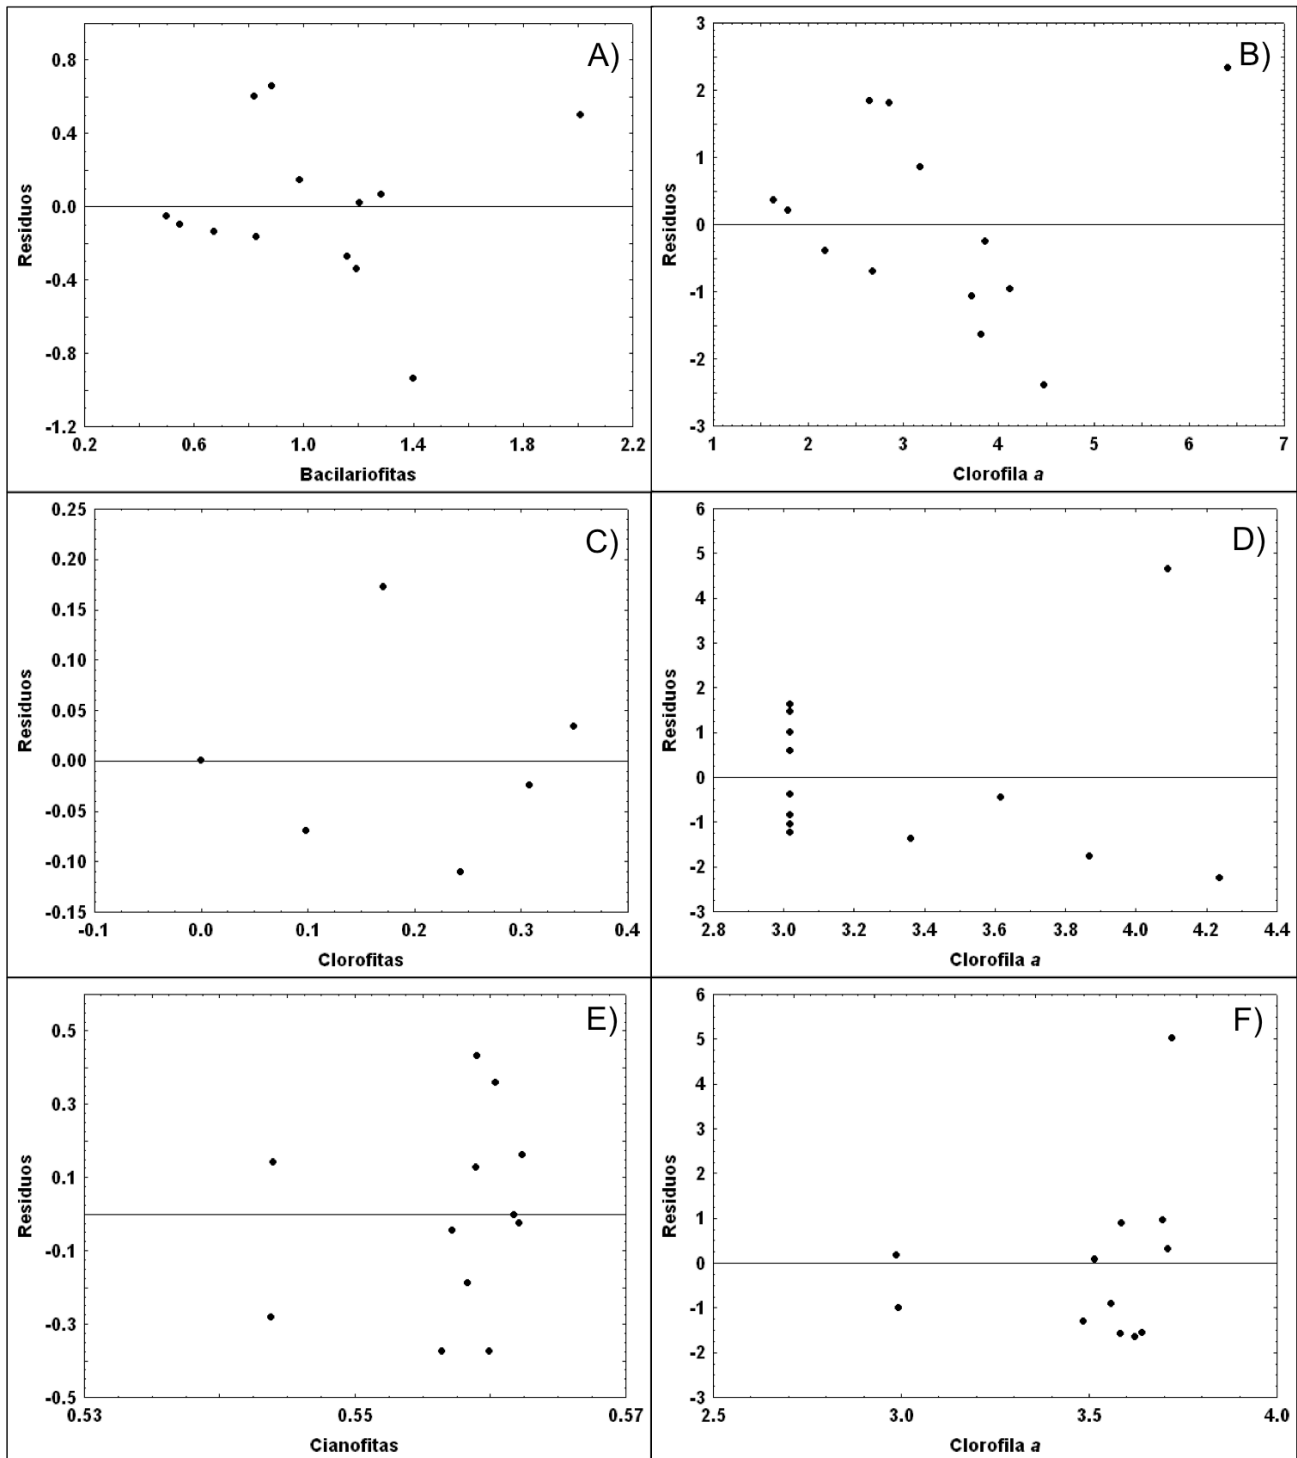 A)
0.8
0.4
0.0
-0.4
-0.8
-1.2
Residuos
0.2 0.6 1.0 1.4 1.8 2.2
Bacilariofitas
B)
3
2
1
0
-1
-2
-3
Residuos
1 2 3 4 5 6 7
Clorofila a
C)
0.25
0.20
0.15
0.10
0.05
0.00
-0.05
-0.10
-0.15
Residuos
-0.1 0.0 0.1 0.2 0.3 0.4
Clorofitas
D)
6
5
4
3
2
1
0
-1
-2
-3
Residuos
2.8 3.0 3.2 3.4 3.6 3.8 4.0 4.2 4.4
Clorofila a
E)
0.5
0.3
0.1
-0.1
-0.3
-0.5
Residuos
0.53 0.55 0.57
Cianofitas
F)
6
5
4
3
2
1
0
-1
-2
-3
Residuos
2.5 3.0 3.5 4.0
Clorofila a